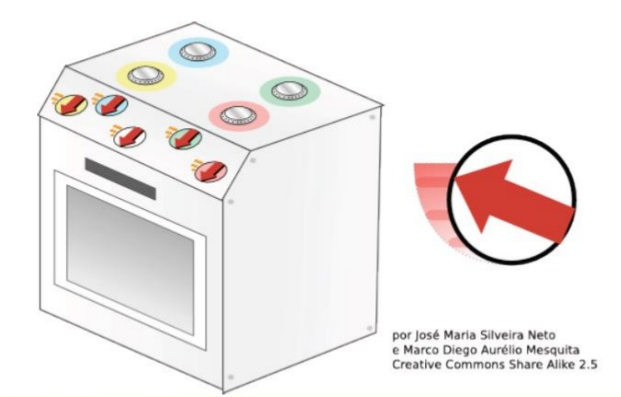 por José Maria Silveira Neto
e Marco Diego Aurélio Mesquita
Creative Commons Share Alike 2.5